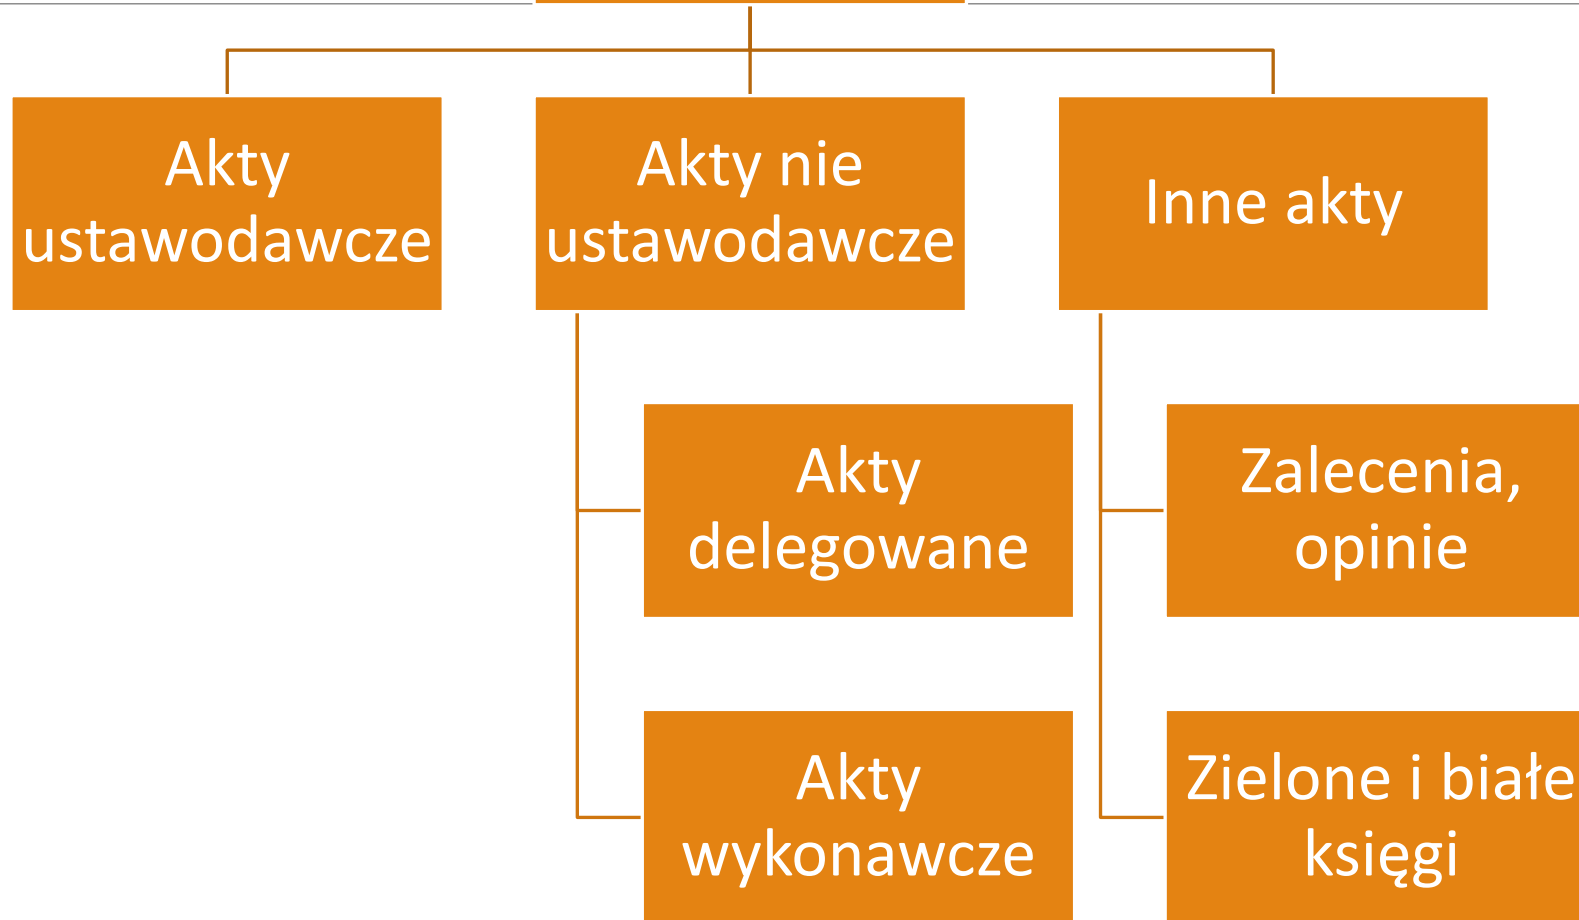 Akty
ustawodawcze
Akty nie
ustawodawcze
Inne akty
Akty
delegowane
Zalecenia,
opinie
Akty
wykonawcze
Zielone i białe
księgi